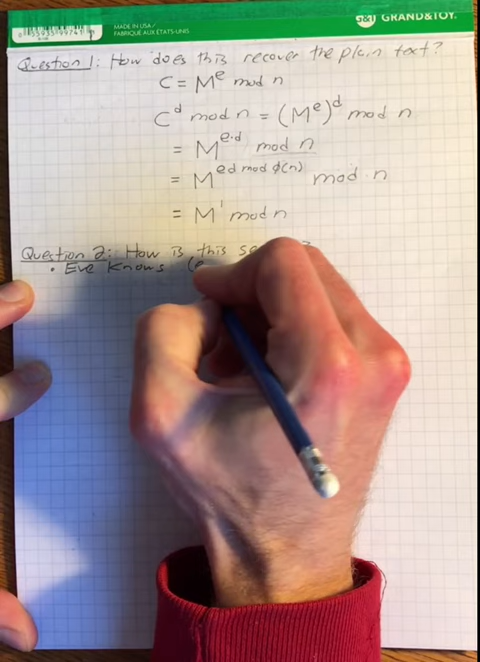 MADE IN USA/
FABRIQUE AUX ÉTATS-UNIS
S&T GRAND&TOY.
Question 1: How does this recover the plain text?
C = M^e mod n
C^d mod n = (M^e)^d mod n
= M^{e·d} mod n
= M^{ed mod φ(n)} mod n
= M^1 mod n
Question 2: How is this
• Eve knows